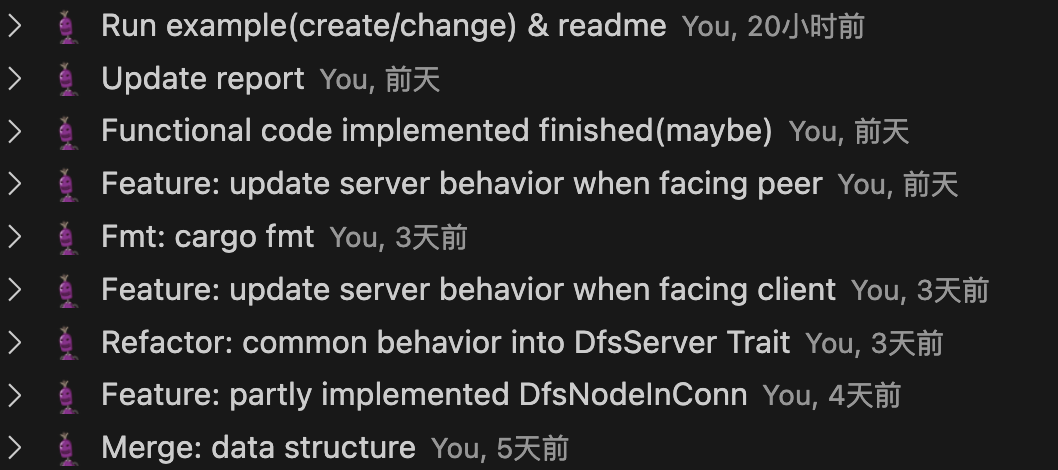 Run example(create/change) & readme You, 20小时前
Update report You, 前天
Functional code implemented finished(maybe) You, 前天
Feature: update server behavior when facing peer You, 前天
Fmt: cargo fmt You, 3天前
Feature: update server behavior when facing client You, 3天前
Refactor: common behavior into DfsServer Trait You, 3天前
Feature: partly implemented DfsNodeInConn You, 4天前
Merge: data structure You, 5天前